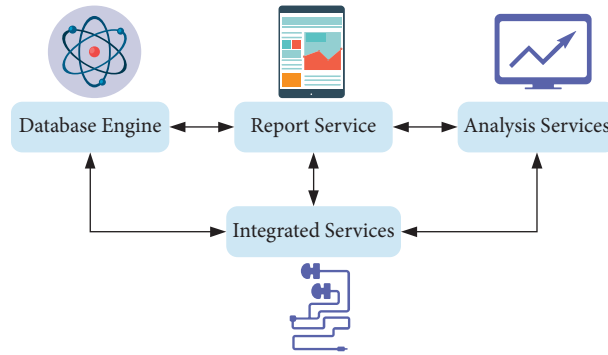 Database Engine
Report Service
Analysis Services
Integrated Services